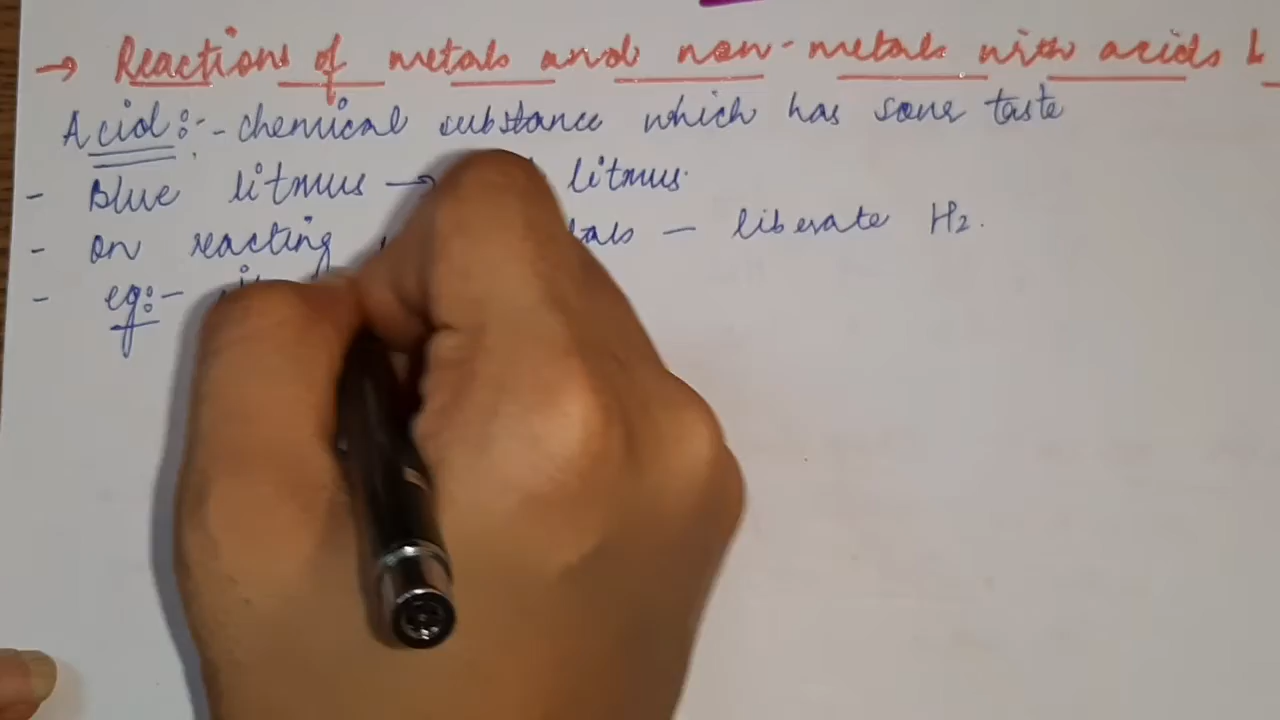 → Reactions of metals and non-metals with acids
Acid:- - chemical substance which has sour taste
- Blue litmus → litmus.
- on reacting — liberate H2.
- eg:-